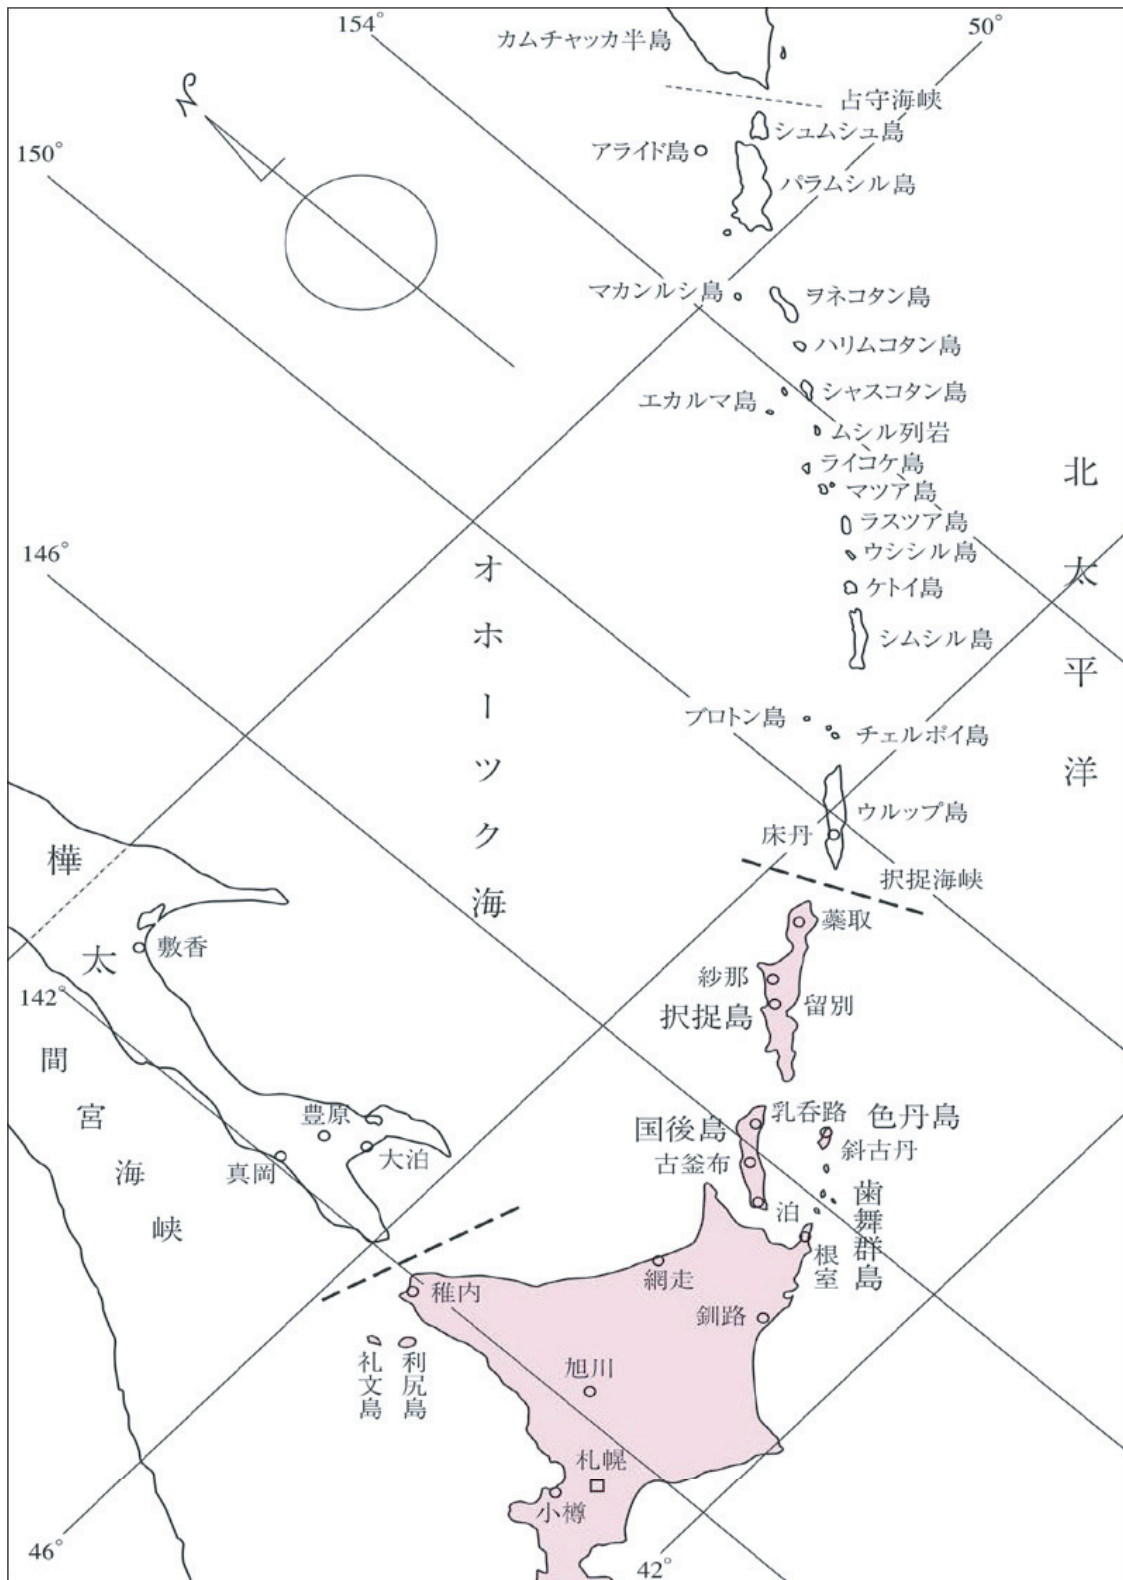 154°
50°
カムチャッカ半島
N
占守海峡
シュムシュ島
アライド島
150°
パラムシル島
マカンルシ島
ヲネコタン島
ハリムコタン島
エカルマ島
シャスコタン島
ムシル列岩
ライコケ島
マツア島
北太平洋
ラスツア島
ウシシル島
146°
オホーツク海
ケトイ島
シムシル島
ブロトン島
チェルポイ島
ウルップ島
床丹
択捉海峡
樺太
蘂取
敷香
紗那
留別
択捉島
142°
間宮海峡
豊原
大泊
真岡
国後島
乳呑路
色丹島
古釜布
斜古丹
泊
歯舞群島
根室
網走
稚内
釧路
礼文島
利尻島
旭川
札幌
小樽
46°
42°